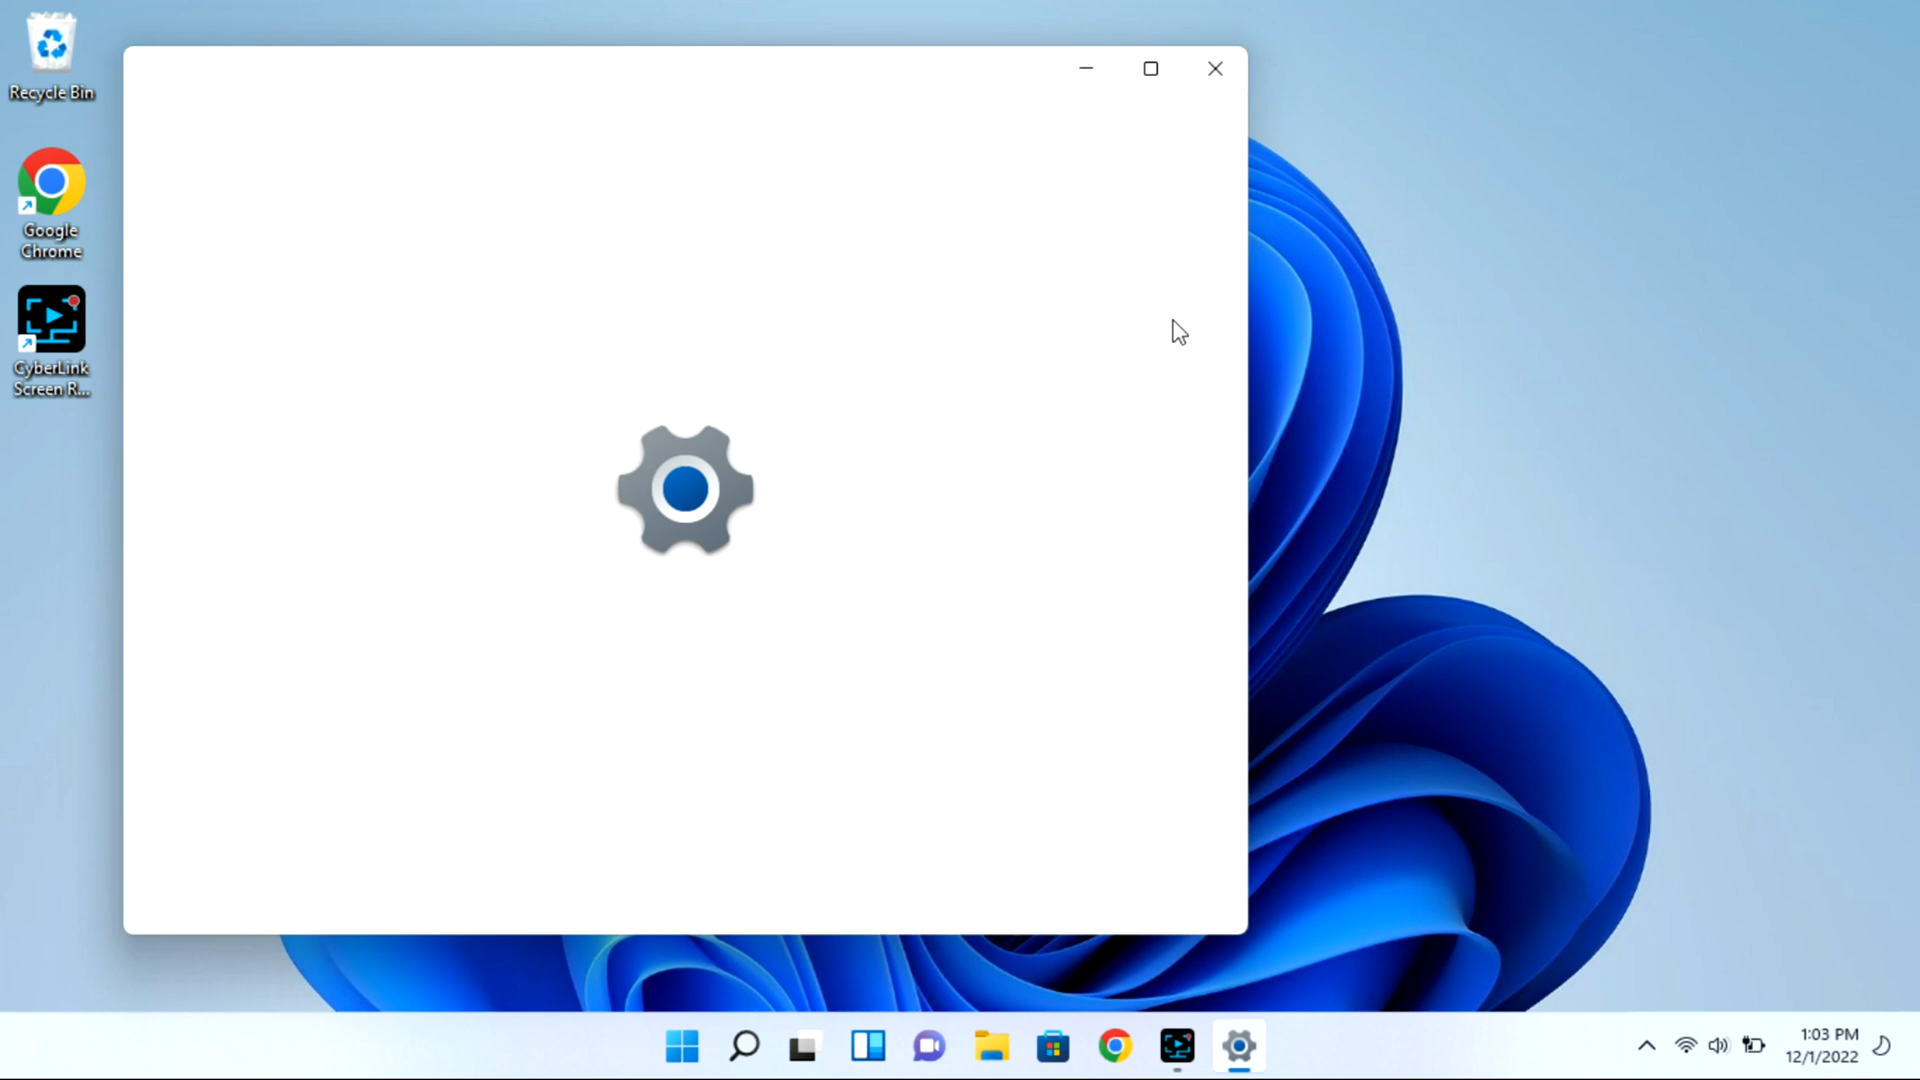 Recycle Bin
Google
Chrome
CyberLink
Screen R...
1:03 PM
12/1/2022